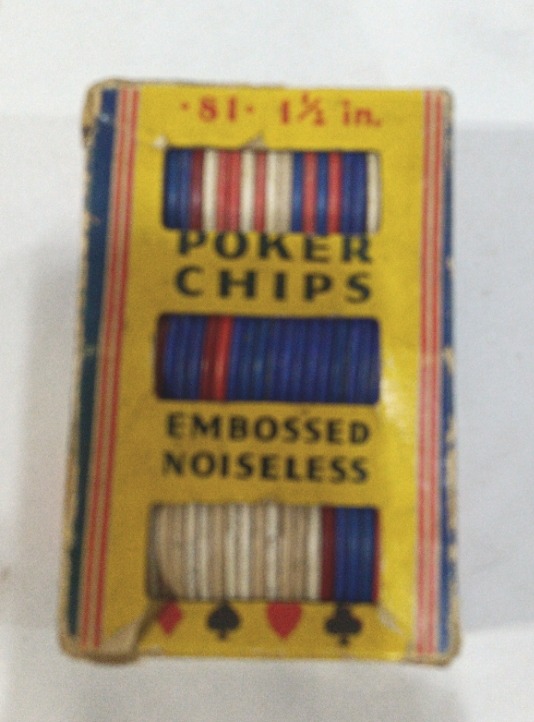 ·81· 1½ in.
POKER
CHIPS
EMBOSSED
NOISELESS